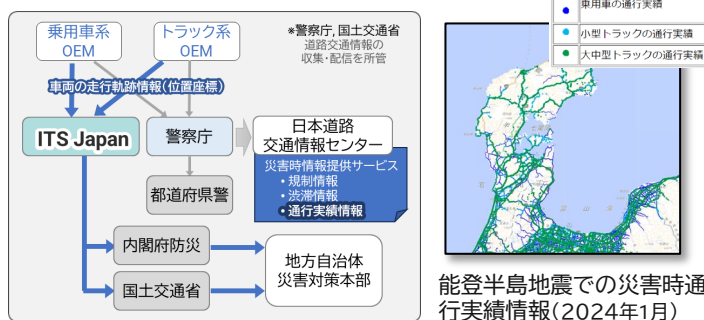 乗用車系
OEM
トラック系
OEM
*警察庁, 国土交通省
道路交通情報の
収集・配信を所管
車両の走行軌跡情報(位置座標)
ITS Japan
警察庁
日本道路
交通情報センター
災害時情報提供サービス
・規制情報
・渋滞情報
・通行実績情報
都道府県警
内閣府防災
国土交通省
地方自治体
災害対策本部
乗用車の通行実績
小型トラックの通行実績
大中型トラックの通行実績
能登半島地震での災害時通
行実績情報(2024年1月)